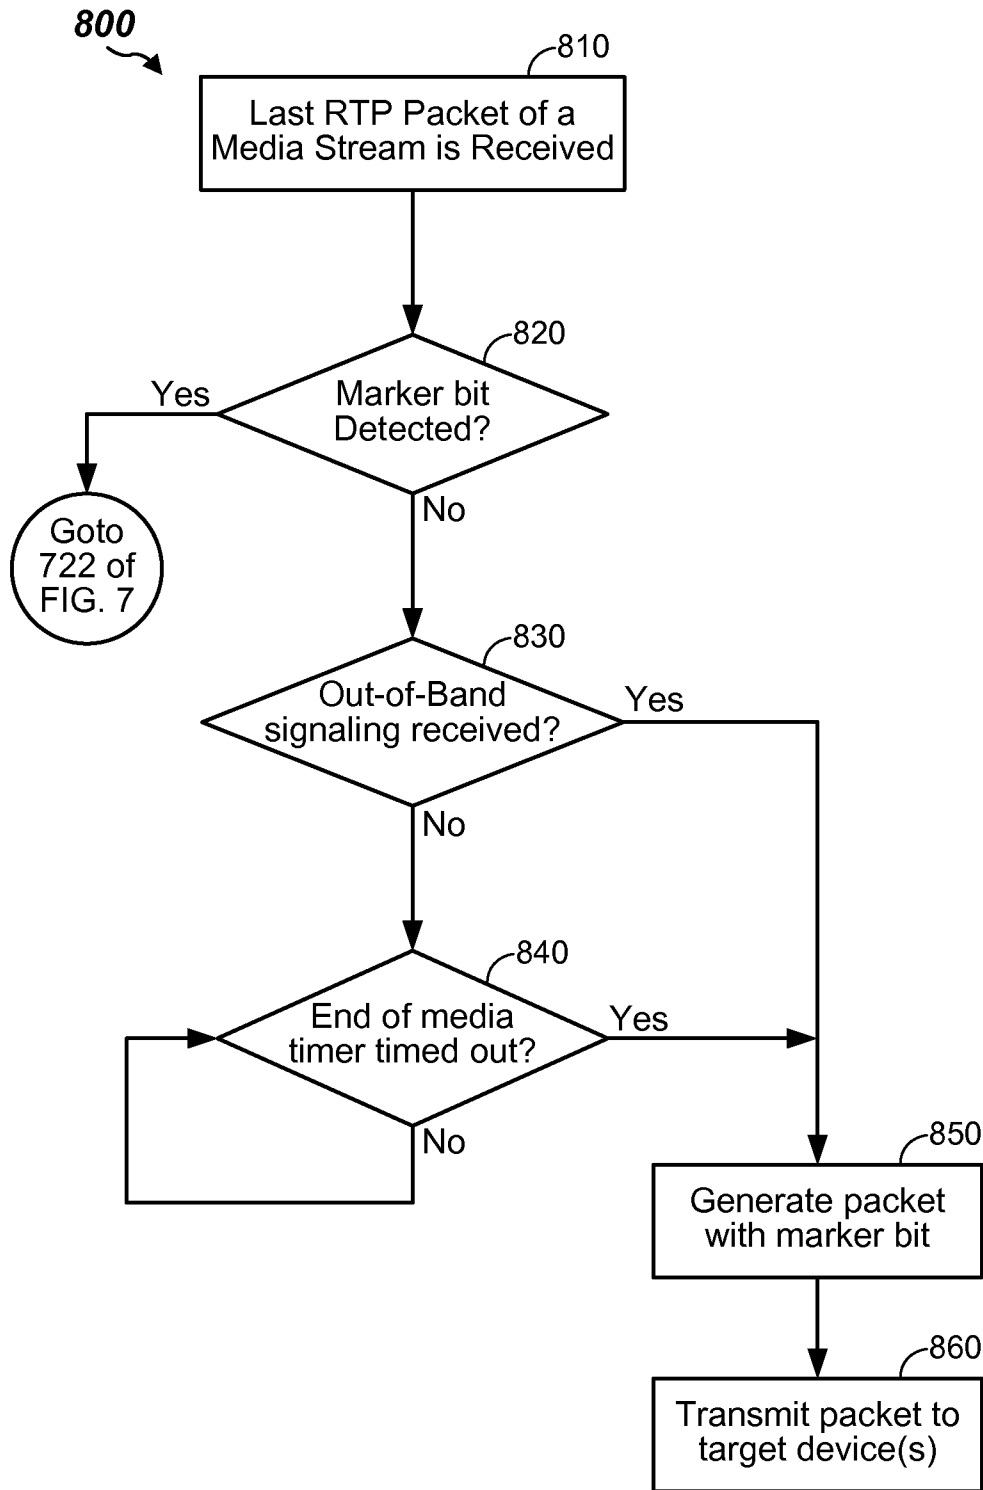 800
810
Last RTP Packet of a
Media Stream is Received
820
Marker bit
Detected?
Yes
No
Goto
722 of
FIG. 7
830
Out-of-Band
signaling received?
Yes
No
840
End of media
timer timed out?
Yes
No
850
Generate packet
with marker bit
860
Transmit packet to
target device(s)